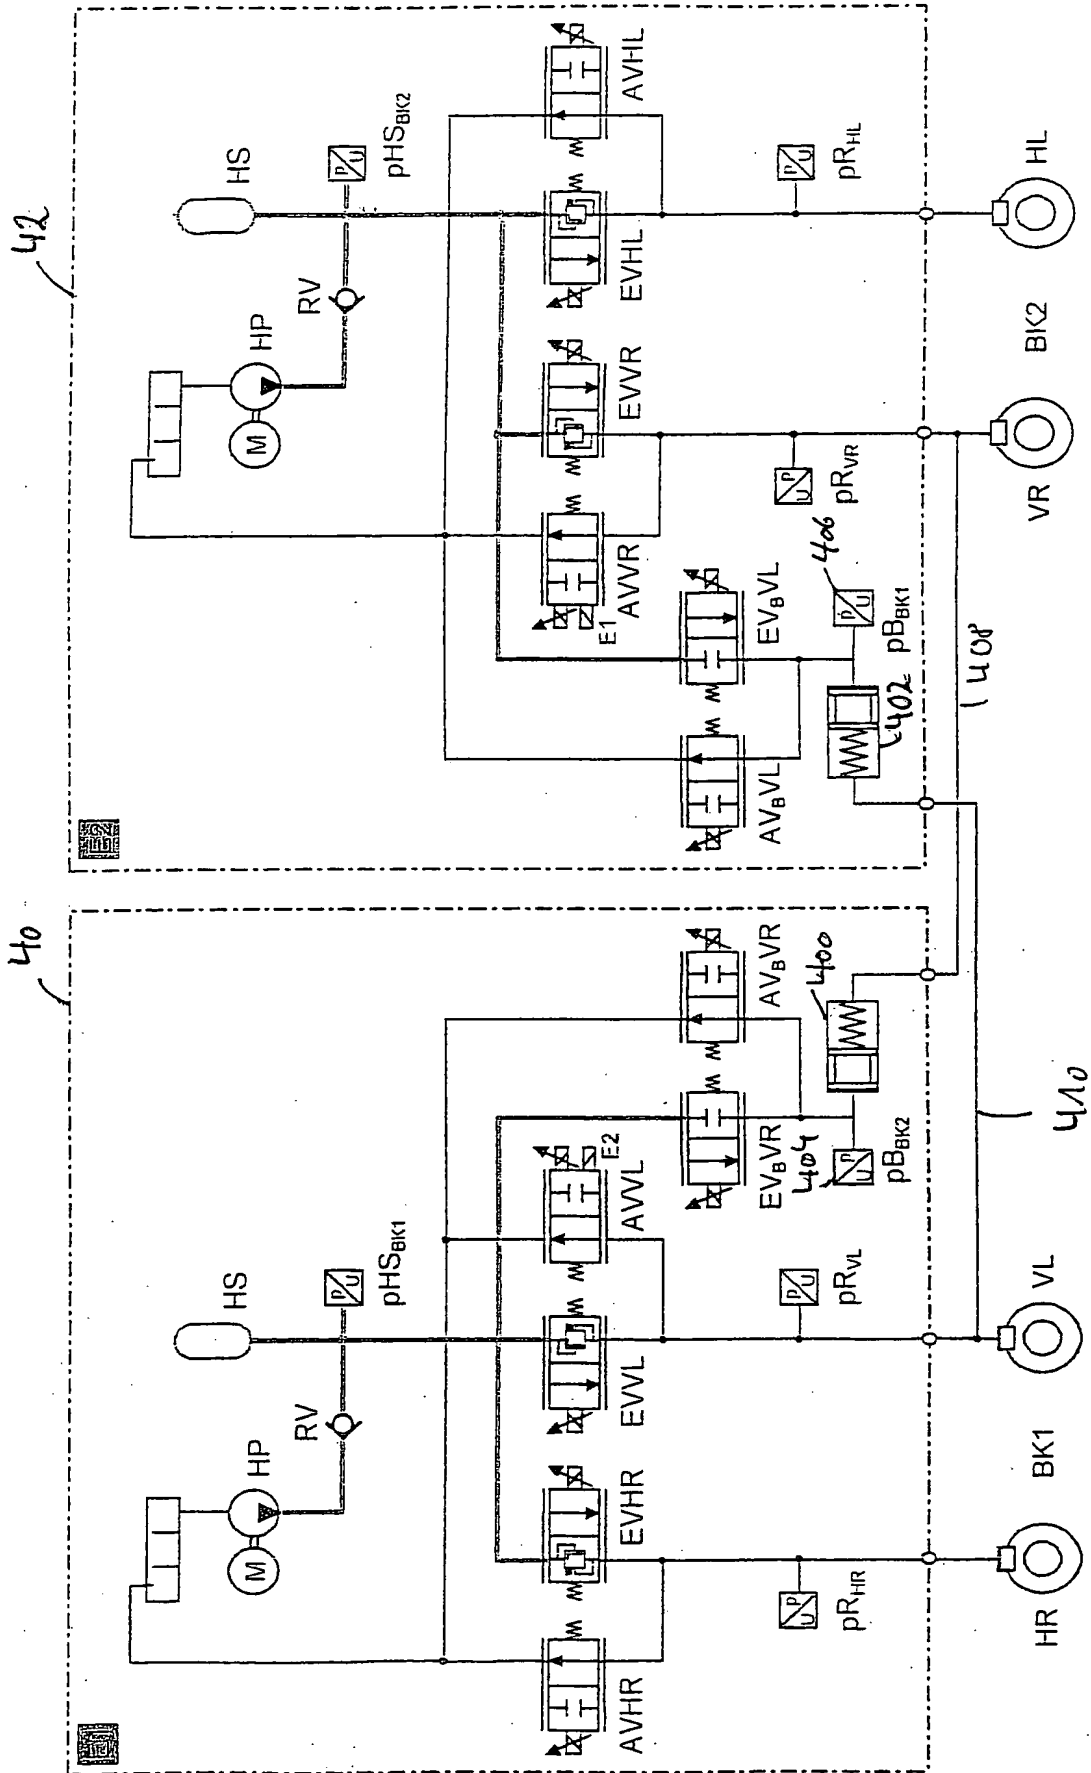 42
HS
pHS_BK2
RV
HP
M
p/U
AVHL
EVHL
EVVR
AVVR
E1
EV_BVL
AV_BVL
p/U
pR_HL
p/U
pR_VR
406
p/U
pB_BK1
402
408
HL
BK2
VR
40
HS
pHS_BK1
RV
HP
M
p/U
AV_BVR
EV_BVR
E2
AVVL
EVVL
EVHR
AVHR
400
404
p/U
pB_BK2
p/U
pR_VL
p/U
pR_HR
410
VL
BK1
HR